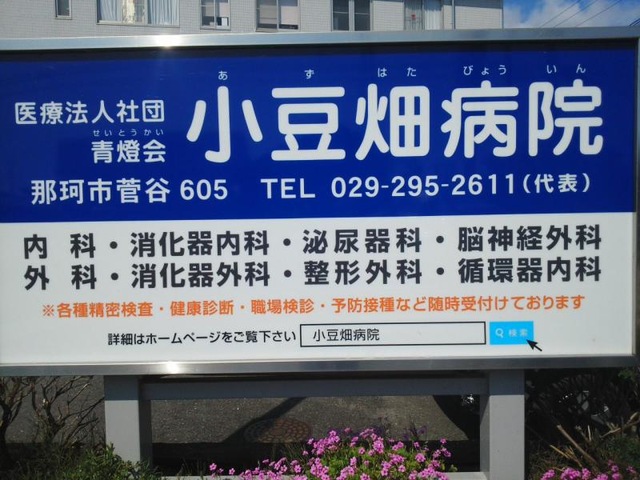 あずはたびょういん
医療法人社団
せいとうかい
青燈会
小豆畑病院
那珂市菅谷 605 TEL 029-295-2611(代表)
内科・消化器内科・泌尿器科・脳神経外科
外科・消化器外科・整形外科・循環器内科
※各種精密検査・健康診断・職場検診・予防接種など随時受付けております
詳細はホームページをご覧下さい 小豆畑病院 検索